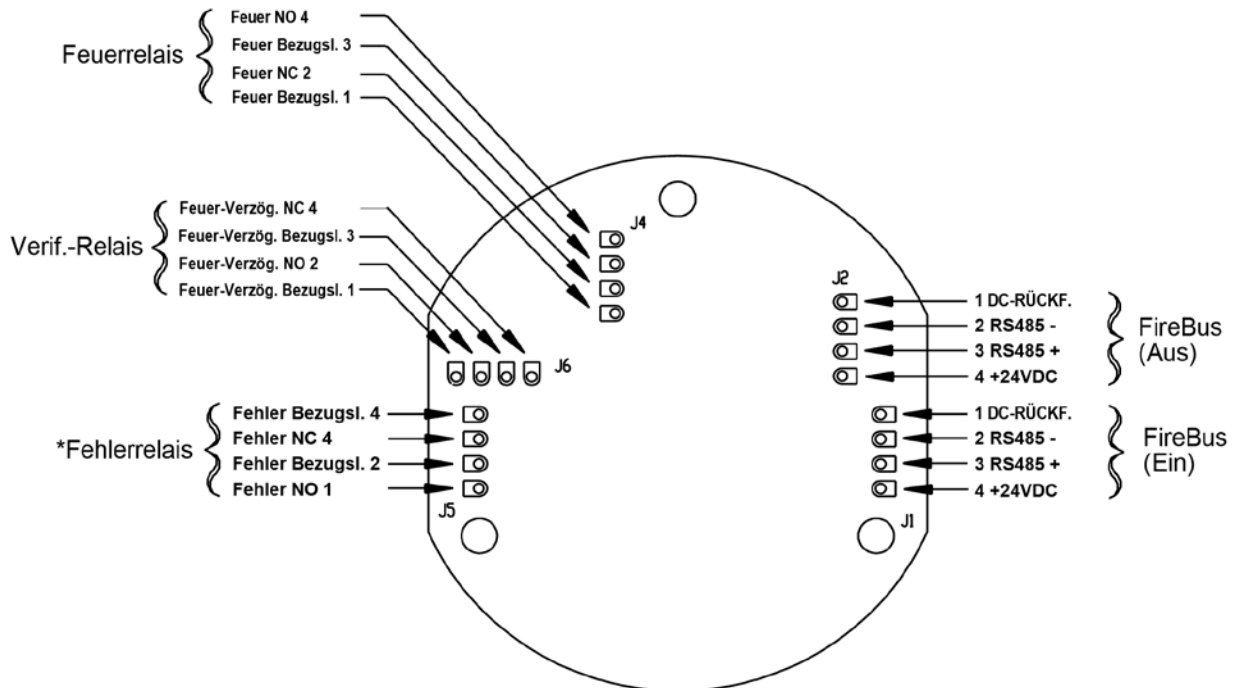 Feuerrelais
Feuer NO 4
Feuer Bezugsl. 3
Feuer NC 2
Feuer Bezugsl. 1
Verif.-Relais
Feuer-Verzög. NC 4
Feuer-Verzög. Bezugsl. 3
Feuer-Verzög. NO 2
Feuer-Verzög. Bezugsl. 1
*Fehlerrelais
Fehler Bezugsl. 4
Fehler NC 4
Fehler Bezugsl. 2
Fehler NO 1
J4
J6
J5
J2
1 DC-RÜCKF.
2 RS485 -
3 RS485 +
4 +24VDC
FireBus
(Aus)
1 DC-RÜCKF.
2 RS485 -
3 RS485 +
4 +24VDC
FireBus
(Ein)
J1